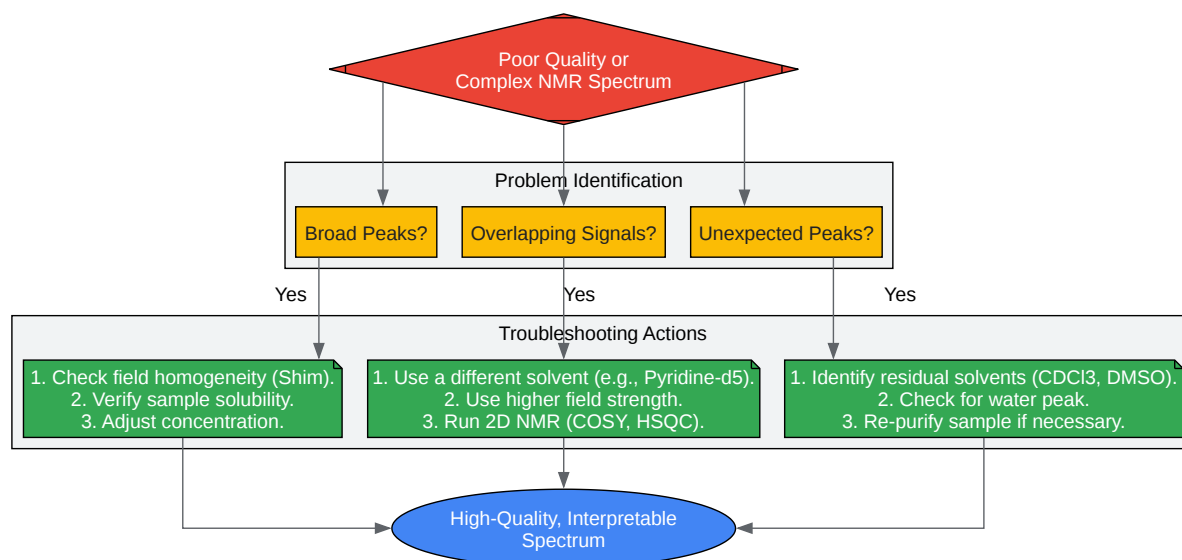 Poor Quality or
Complex NMR Spectrum
Problem Identification
Broad Peaks?
Overlapping Signals?
Unexpected Peaks?
Yes
Yes
Yes
Troubleshooting Actions
1. Check field homogeneity (Shim).
2. Verify sample solubility.
3. Adjust concentration.
1. Use a different solvent (e.g., Pyridine-d5).
2. Use higher field strength.
3. Run 2D NMR (COSY, HSQC).
1. Identify residual solvents (CDCl3, DMSO).
2. Check for water peak.
3. Re-purify sample if necessary.
High-Quality, Interpretable
Spectrum